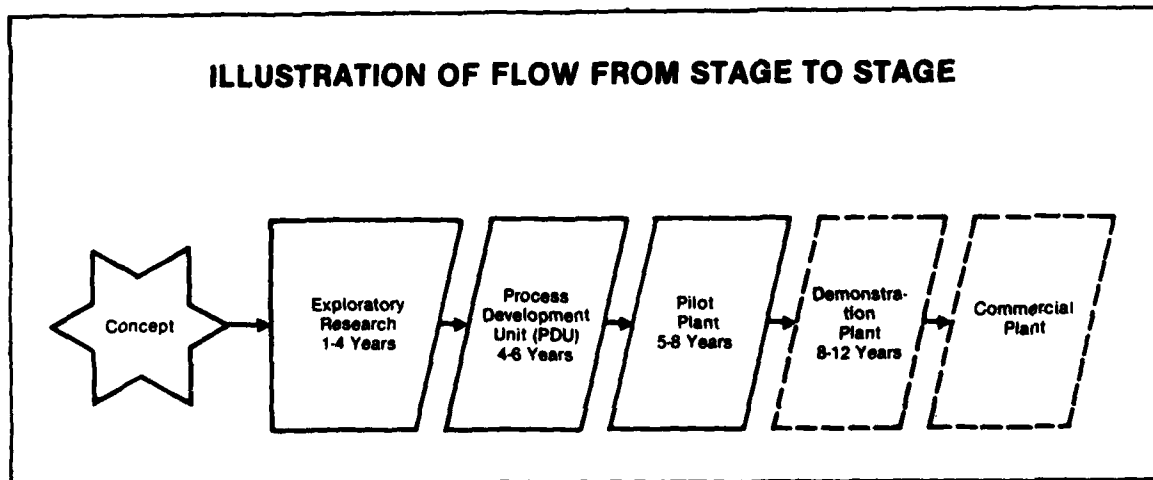 ILLUSTRATION OF FLOW FROM STAGE TO STAGE
Concept
Exploratory
Research
1-4 Years
Process
Development
Unit (PDU)
4-6 Years
Pilot
Plant
5-8 Years
Demonstra-
tion
Plant
8-12 Years
Commercial
Plant